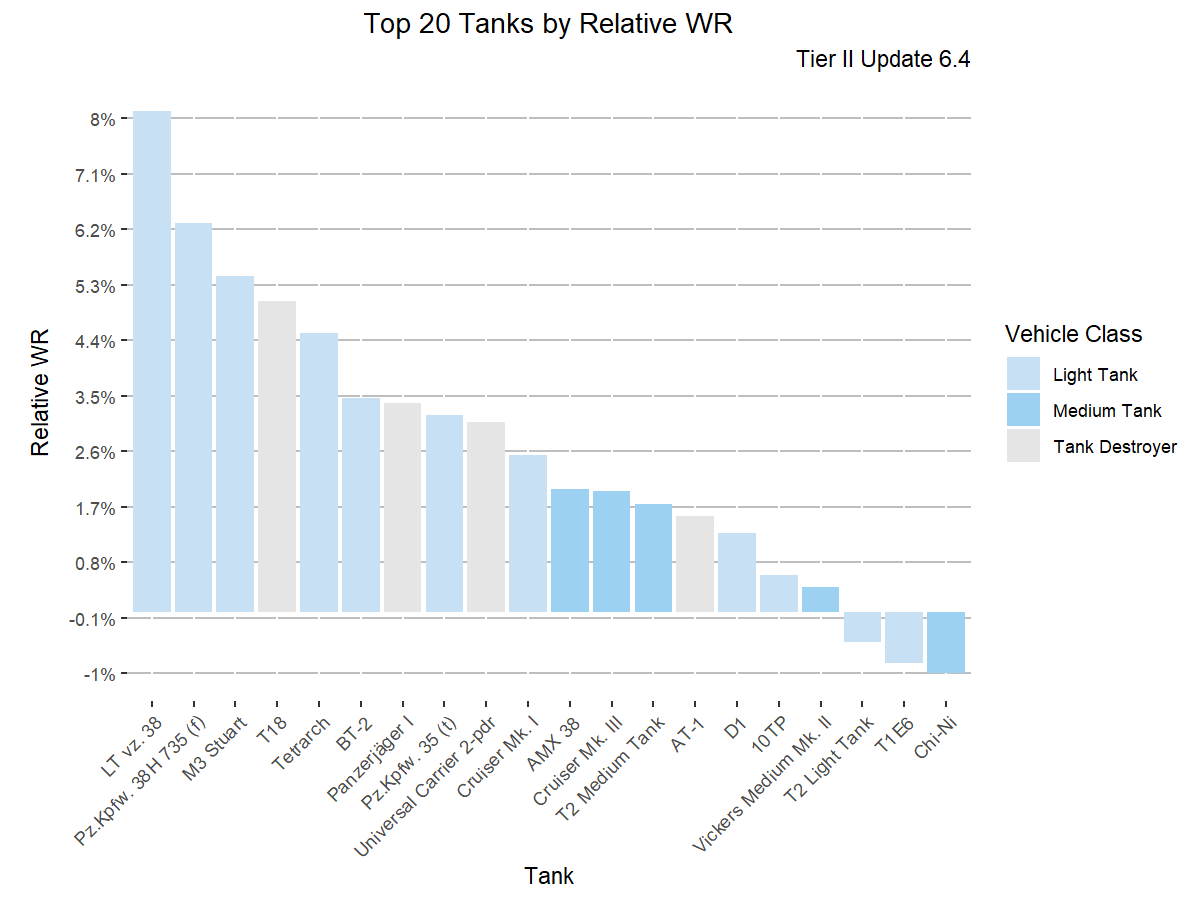 Top 20 Tanks by Relative WR
Tier II Update 6.4
8%
7.1%
6.2%
5.3%
4.4%
3.5%
2.6%
1.7%
0.8%
-0.1%
-1%
Relative WR
LT vz. 38
Pz.Kpfw. 38H 735 (f)
M3 Stuart
T18
Tetrarch
BT-2
Panzerjäger I
Pz.Kpfw. 35 (t)
Universal Carrier 2-pdr
Cruiser Mk. I
AMX 38
Cruiser Mk. III
T2 Medium Tank
AT-1
D1
10TP
Vickers Medium Mk. II
T2 Light Tank
T1E6
Chi-Ni
Tank
Vehicle Class
Light Tank
Medium Tank
Tank Destroyer